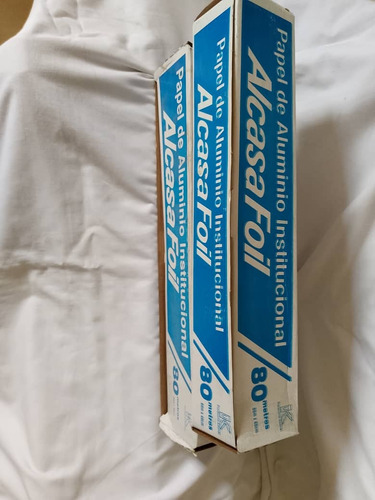 Papel de Aluminio Institucional
Alcasa Foil
80
metros
Papel de Aluminio Institucional
Alcasa Foil
80
metros
Papel de Aluminio Institucional
Alcasa Foil
80